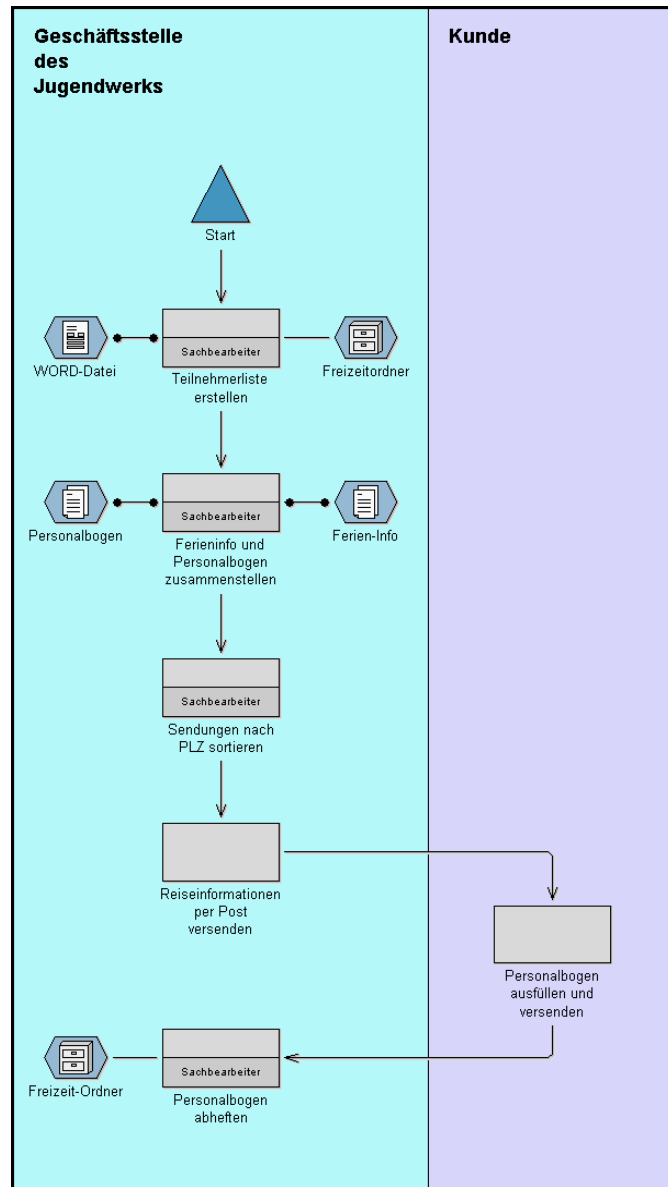 Geschäftsstelle
des
Jugendwerks
Kunde
Start
Sachbearbeiter
WORD-Datei
Teilnehmerliste
erstellen
Freizeitordner
Sachbearbeiter
Personalbogen
Ferieninfo und
Personalbogen
zusammenstellen
Ferien-Info
Sachbearbeiter
Sendungen nach
PLZ sortieren
Reiseinformationen
per Post
versenden
Personalbogen
ausfüllen und
versenden
Sachbearbeiter
Freizeit-Ordner
Personalbogen
abheften